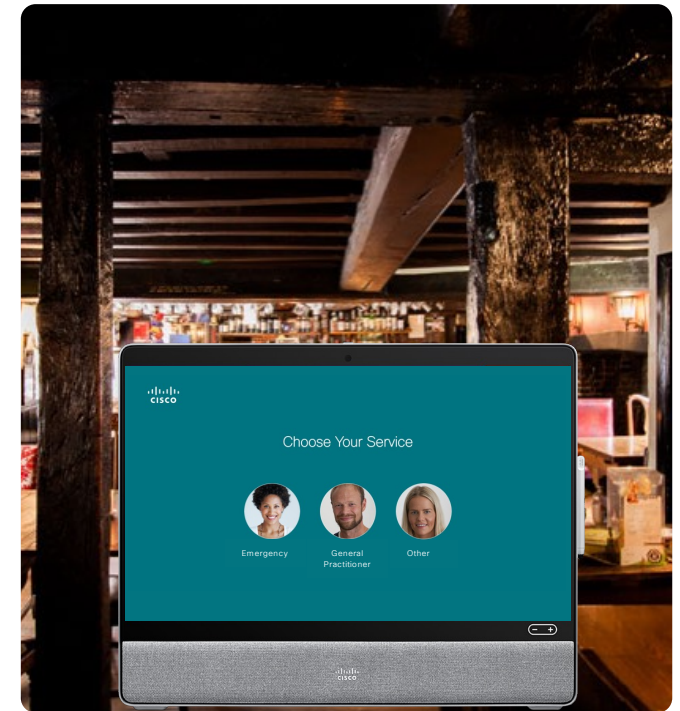 CISCO
Choose Your Service
Emergency
General
Practitioner
Other
- +
CISCO